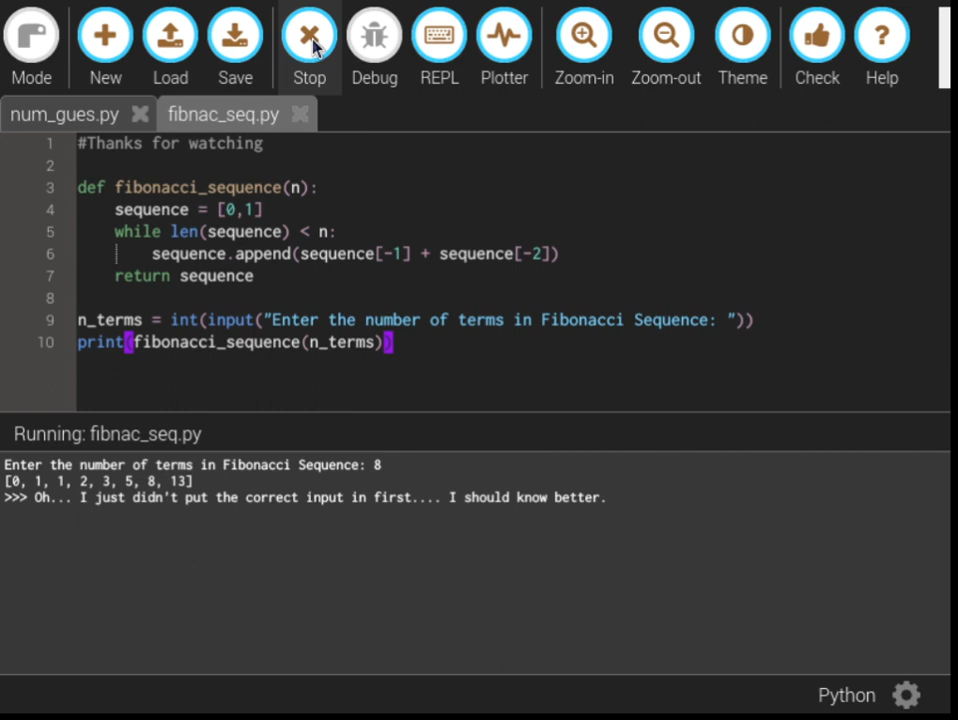 Mode New Load Save Stop Debug REPL Plotter Zoom-in Zoom-out Theme Check Help
num_gues.py fibnac_seq.py
1 #Thanks for watching
2
3 def fibonacci_sequence(n):
4     sequence = [0,1]
5     while len(sequence) < n:
6         sequence.append(sequence[-1] + sequence[-2])
7     return sequence
8
9 n_terms = int(input("Enter the number of terms in Fibonacci Sequence: "))
10 print(fibonacci_sequence(n_terms))
Running: fibnac_seq.py
Enter the number of terms in Fibonacci Sequence: 8
[0, 1, 1, 2, 3, 5, 8, 13]
>>> Oh... I just didn't put the correct input in first.... I should know better.
Python